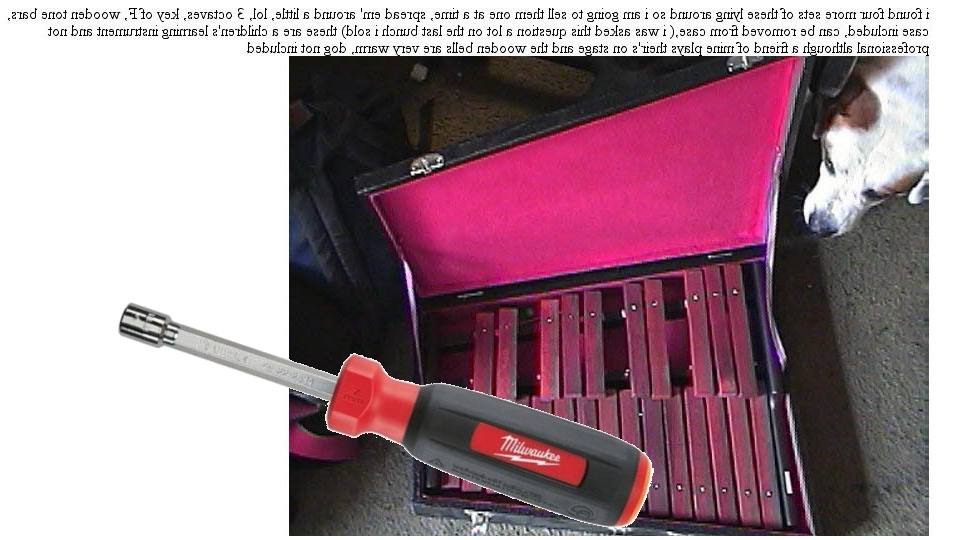 i found four more sets of these lying around so i am going to sell them one at a time, spread em' around a little, lol, 3 octaves, key of F, wooden tone bars,
case included, can be removed from case,( i was asked this question a lot on the last bunch i sold) these are a children's learning instrument and not
professional although a friend of mine plays their's on stage and the wooden bells are very warm, dog not included
Milwaukee